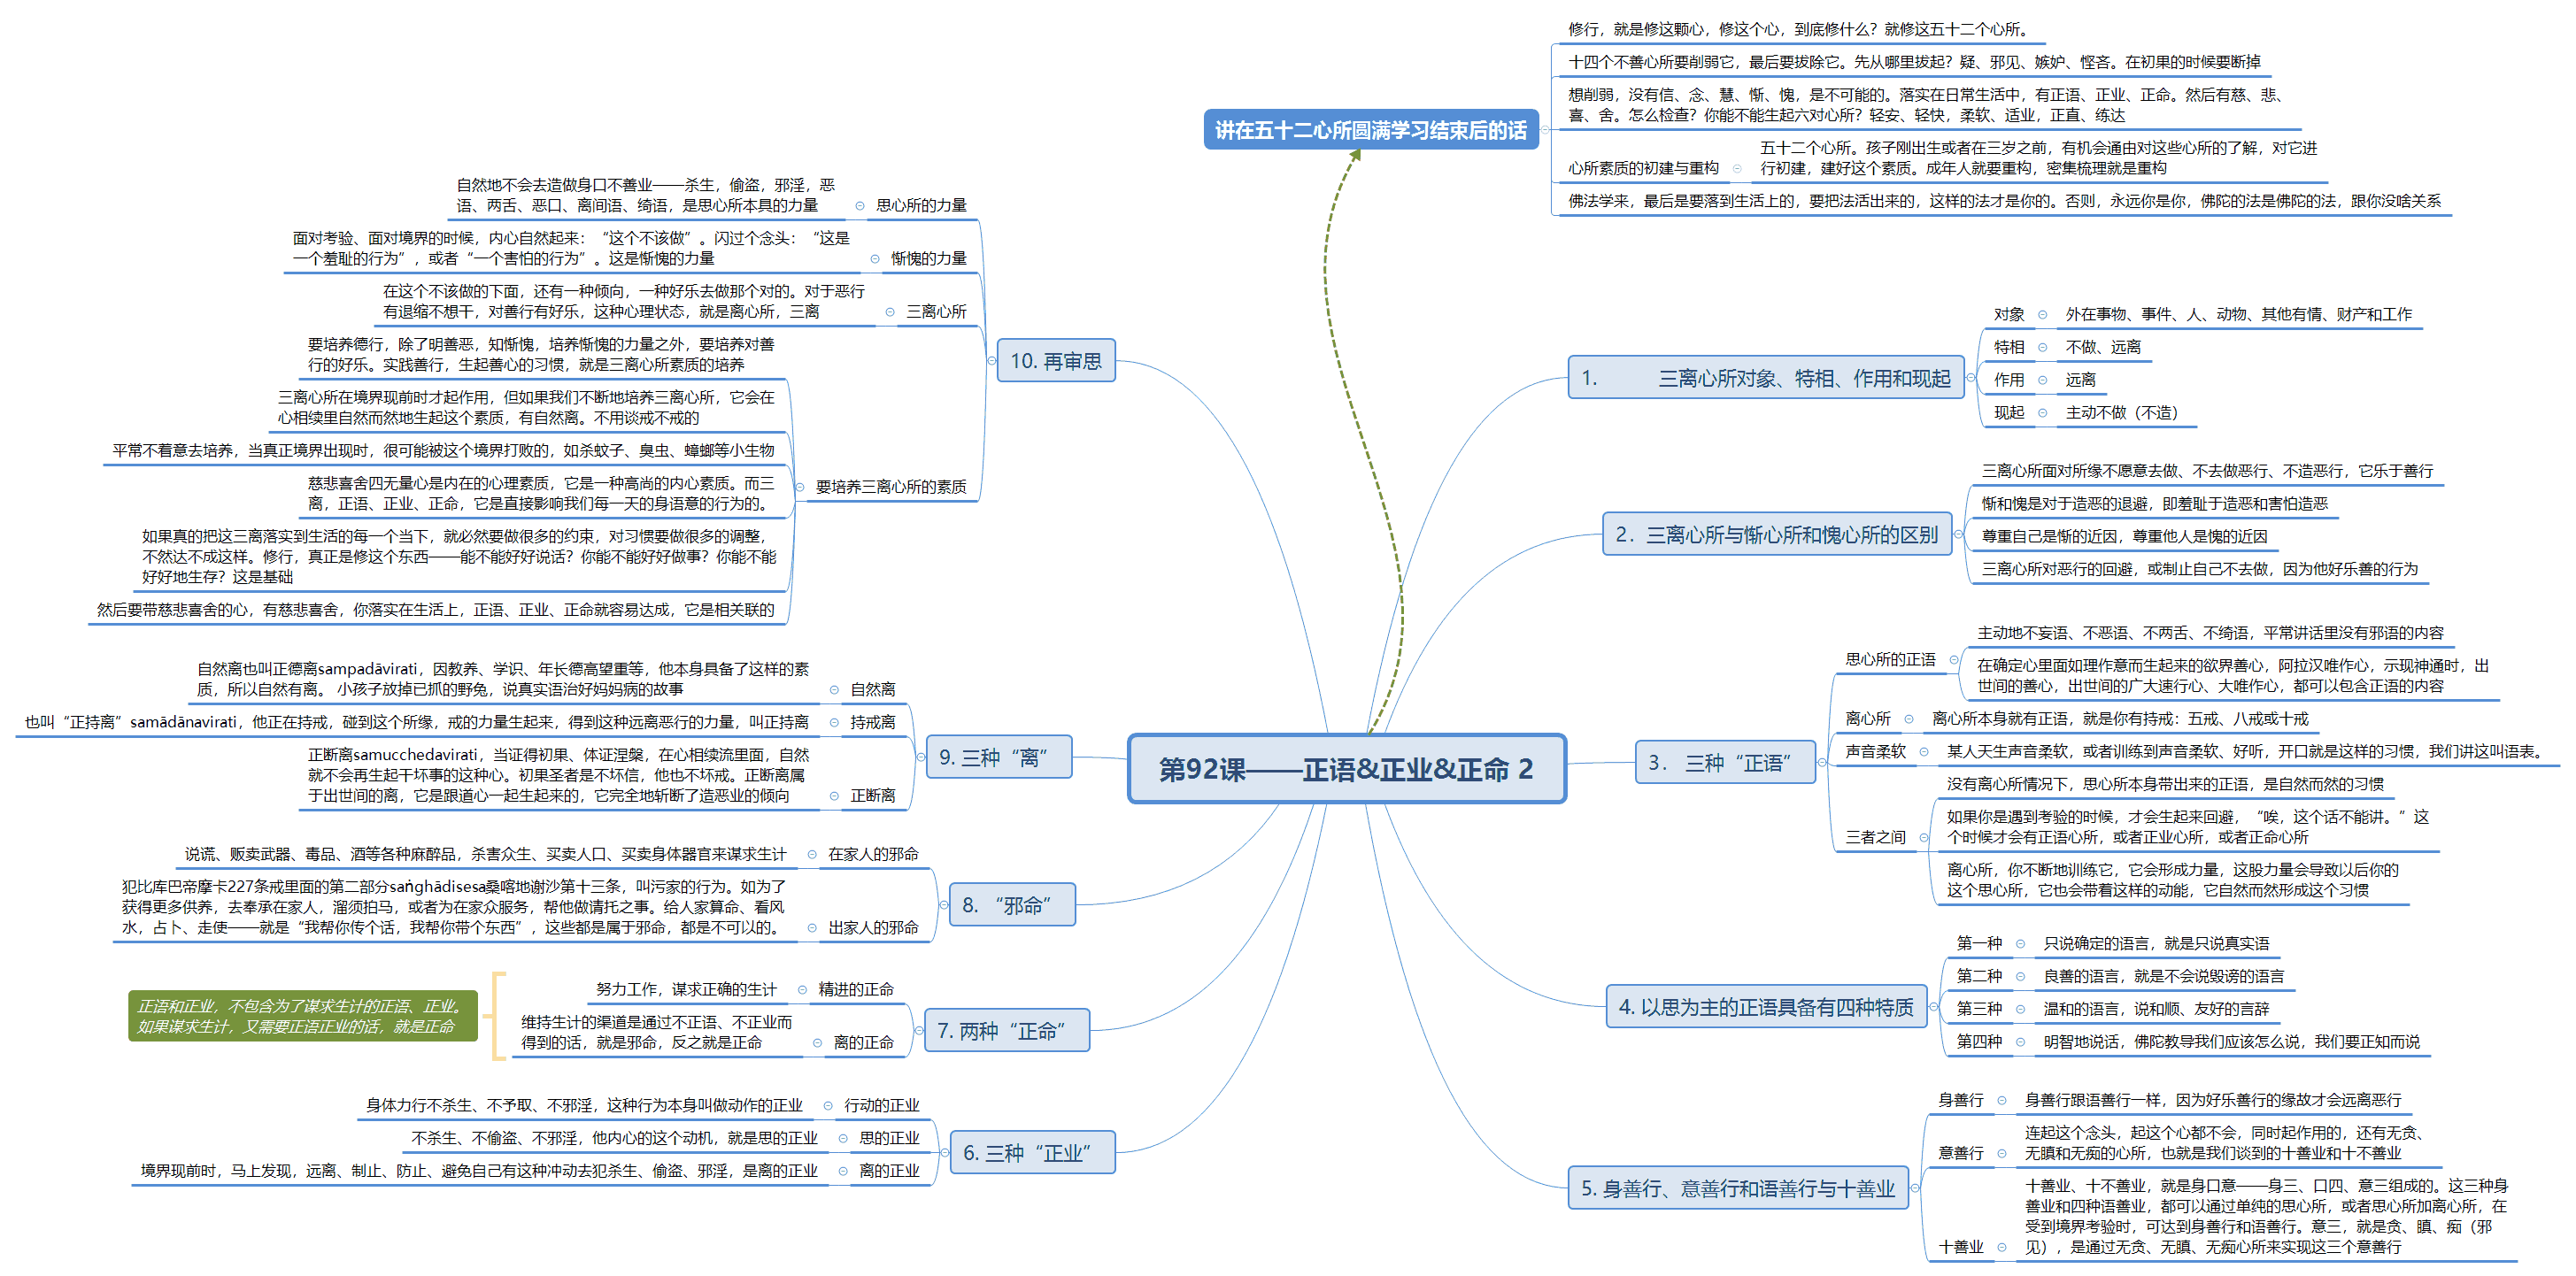 第92课——正语&正业&正命 2
讲在五十二心所圆满学习结束后的话
修行，就是修这颗心，修这个心，到底修什么？就修这五十二个心所。
十四个不善心所要削弱它，最后要拔除它。先从哪里拔起？疑、邪见、嫉妒、悭吝。在初果的时候要断掉
想削弱，没有信、念、慧、惭、愧，是不可能的。落实在日常生活中，有正语、正业、正命。然后有慈、悲、
喜、舍。怎么检查？你能不能生起六对心所？轻安、轻快，柔软、适业，正直、练达
心所素质的初建与重构
五十二个心所。孩子刚出生或者在三岁之前，有机会通由对这些心所的了解，对它进
行初建，建好这个素质。成年人就要重构，密集梳理就是重构
佛法学来，最后是要落到生活上的，要把法活出来的，这样的法才是你的。否则，永远你是你，佛陀的法是佛陀的法，跟你没啥关系
1. 三离心所对象、特相、作用和现起
对象
外在事物、事件、人、动物、其他有情、财产和工作
特相
不做、远离
作用
远离
现起
主动不做（不造）
2．三离心所与惭心所和愧心所的区别
三离心所面对所缘不愿意去做、不去做恶行、不造恶行，它乐于善行
惭和愧是对于造恶的退避，即羞耻于造恶和害怕造恶
尊重自己是惭的近因，尊重他人是愧的近因
三离心所对恶行的回避，或制止自己不去做，因为他好乐善的行为
3． 三种“正语”
思心所的正语
主动地不妄语、不恶语、不两舌、不绮语，平常讲话里没有邪语的内容
在确定心里面如理作意而生起来的欲界善心，阿拉汉唯作心，示现神通时，出
世间的善心，出世间的广大速行心、大唯作心，都可以包含正语的内容
离心所
离心所本身就有正语，就是你有持戒：五戒、八戒或十戒
声音柔软
某人天生声音柔软，或者训练到声音柔软、好听，开口就是这样的习惯，我们讲这叫语表。
三者之间
没有离心所情况下，思心所本身带出来的正语，是自然而然的习惯
如果你是遇到考验的时候，才会生起来回避，“唉，这个话不能讲。”这
个时候才会有正语心所，或者正业心所，或者正命心所
离心所，你不断地训练它，它会形成力量，这股力量会导致以后你的
这个思心所，它也会带着这样的动能，它自然而然形成这个习惯
4. 以思为主的正语具备有四种特质
第一种
只说确定的语言，就是只说真实语
第二种
良善的语言，就是不会说毁谤的语言
第三种
温和的语言，说和顺、友好的言辞
第四种
明智地说话，佛陀教导我们应该怎么说，我们要正知而说
5. 身善行、意善行和语善行与十善业
身善行
身善行跟语善行一样，因为好乐善行的缘故才会远离恶行
意善行
连起这个念头，起这个心都不会，同时起作用的，还有无贪、
无瞋和无痴的心所，也就是我们谈到的十善业和十不善业
十善业
十善业、十不善业，就是身口意——身三、口四、意三组成的。这三种身
善业和四种语善业，都可以通过单纯的思心所，或者思心所加离心所，在
受到境界考验时，可达到身善行和语善行。意三，就是贪、瞋、痴（邪
见），是通过无贪、无瞋、无痴心所来实现这三个意善行
6. 三种“正业”
行动的正业
身体力行不杀生、不予取、不邪淫，这种行为本身叫做动作的正业
思的正业
不杀生、不偷盗、不邪淫，他内心的这个动机，就是思的正业
离的正业
境界现前时，马上发现，远离、制止、防止、避免自己有这种冲动去犯杀生、偷盗、邪淫，是离的正业
7. 两种“正命”
精进的正命
努力工作，谋求正确的生计
离的正命
维持生计的渠道是通过不正语、不正业而
得到的话，就是邪命，反之就是正命
正语和正业，不包含为了谋求生计的正语、正业。
如果谋求生计，又需要正语正业的话，就是正命
8. “邪命”
在家人的邪命
说谎、贩卖武器、毒品、酒等各种麻醉品，杀害众生、买卖人口、买卖身体器官来谋求生计
出家人的邪命
犯比库巴帝摩卡227条戒里面的第二部分saṅghādisesa桑喀地谢沙第十三条，叫污家的行为。如为了
获得更多供养，去奉承在家人，溜须拍马，或者为在家众服务，帮他做请托之事。给人家算命、看风
水，占卜、走使——就是“我帮你传个话，我帮你带个东西”，这些都是属于邪命，都是不可以的。
9. 三种“离”
自然离
自然离也叫正德离sampadāvirati，因教养、学识、年长德高望重等，他本身具备了这样的素
质，所以自然有离。 小孩子放掉已抓的野兔，说真实语治好妈妈病的故事
持戒离
也叫“正持离”samādānavirati，他正在持戒，碰到这个所缘，戒的力量生起来，得到这种远离恶行的力量，叫正持离
正断离
正断离samucchedavirati，当证得初果、体证涅槃，在心相续流里面，自然
就不会再生起干坏事的这种心。初果圣者是不坏信，他也不坏戒。正断离属
于出世间的离，它是跟道心一起生起来的，它完全地斩断了造恶业的倾向
10. 再审思
思心所的力量
自然地不会去造做身口不善业——杀生，偷盗，邪淫，恶
语、两舌、恶口、离间语、绮语，是思心所本具的力量
惭愧的力量
面对考验、面对境界的时候，内心自然起来：“这个不该做”。闪过个念头：“这是
一个羞耻的行为”，或者“一个害怕的行为”。这是惭愧的力量
三离心所
在这个不该做的下面，还有一种倾向，一种好乐去做那个对的。对于恶行
有退缩不想干，对善行有好乐，这种心理状态，就是离心所，三离
要培养三离心所的素质
要培养德行，除了明善恶，知惭愧，培养惭愧的力量之外，要培养对善
行的好乐。实践善行，生起善心的习惯，就是三离心所素质的培养
三离心所在境界现前时才起作用，但如果我们不断地培养三离心所，它会在
心相续里自然而然地生起这个素质，有自然离。不用谈戒不戒的
平常不着意去培养，当真正境界出现时，很可能被这个境界打败的，如杀蚊子、臭虫、蟑螂等小生物
慈悲喜舍四无量心是内在的心理素质，它是一种高尚的内心素质。而三
离，正语、正业、正命，它是直接影响我们每一天的身语意的行为的。
如果真的把这三离落实到生活的每一个当下，就必然要做很多的约束，对习惯要做很多的调整，
不然达不成这样。修行，真正是修这个东西——能不能好好说话？你能不能好好做事？你能不能
好好地生存？这是基础
然后要带慈悲喜舍的心，有慈悲喜舍，你落实在生活上，正语、正业、正命就容易达成，它是相关联的